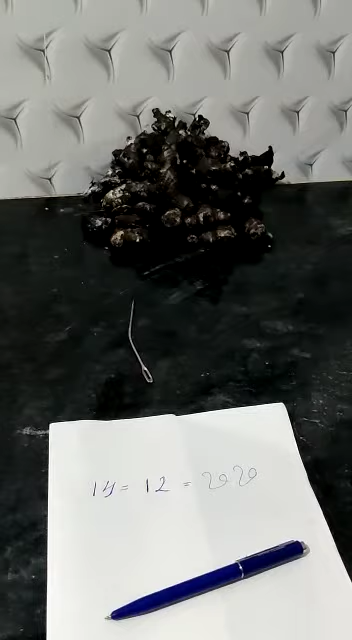 14 = 12 = 2020